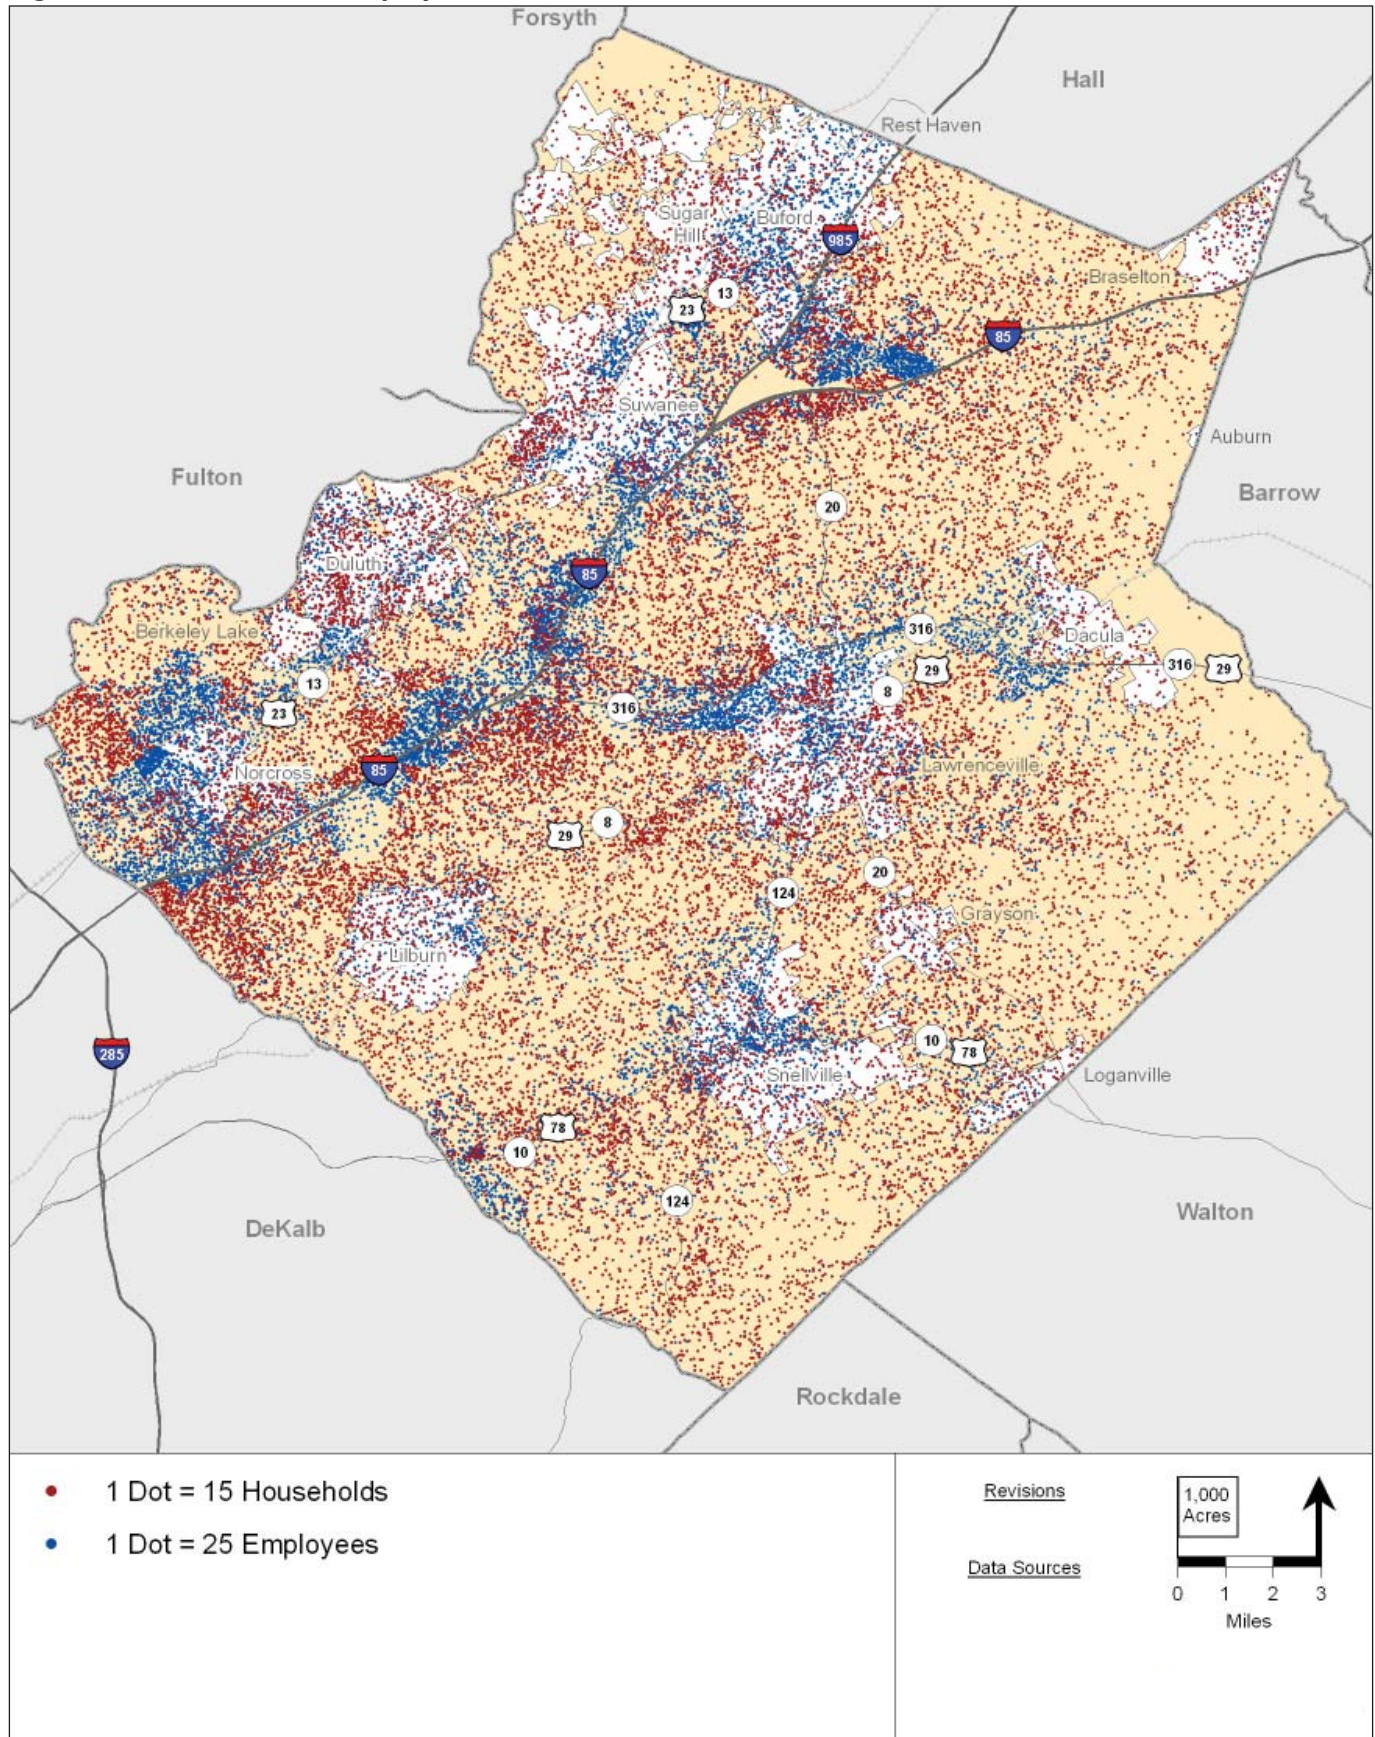 Forsyth
Hall
Rest Haven
Sugar
Hill
Buford
985
Braselton
13
23
85
Suwanee
Auburn
Fulton
Barrow
20
Duluth
85
316
Berkeley Lake
Dacula
29
316
29
13
8
23
316
Norcross
85
Lawrenceville
8
29
20
124
Grayson
Lilburn
10
78
285
Snellville
Loganville
78
10
124
Walton
DeKalb
Rockdale
1 Dot = 15 Households
1 Dot = 25 Employees
Revisions
Data Sources
1,000
Acres
0 1 2 3
Miles